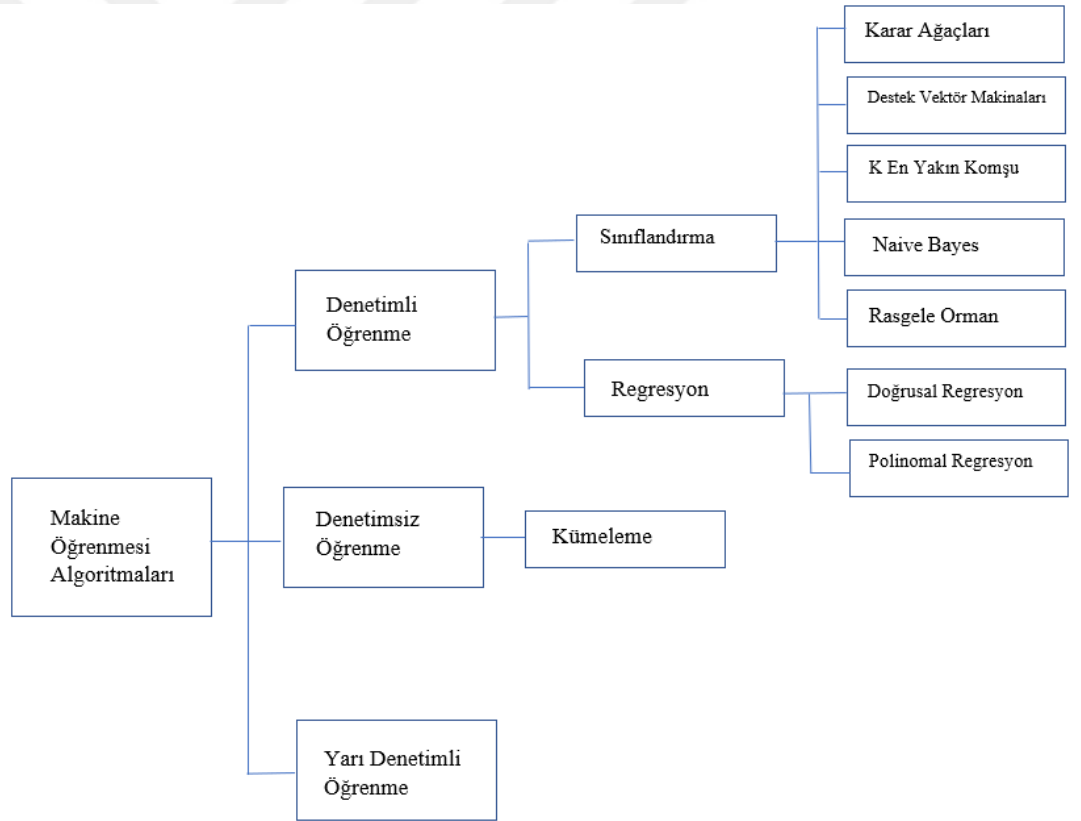 Karar Ağaçları
Destek Vektör Makinaları
K En Yakın Komşu
Sınıflandırma
Naive Bayes
Denetimli
Öğrenme
Rasgele Orman
Regresyon
Doğrusal Regresyon
Polinomal Regresyon
Makine
Öğrenmesi
Algoritmaları
Denetimsiz
Öğrenme
Kümeleme
Yarı Denetimli
Öğrenme